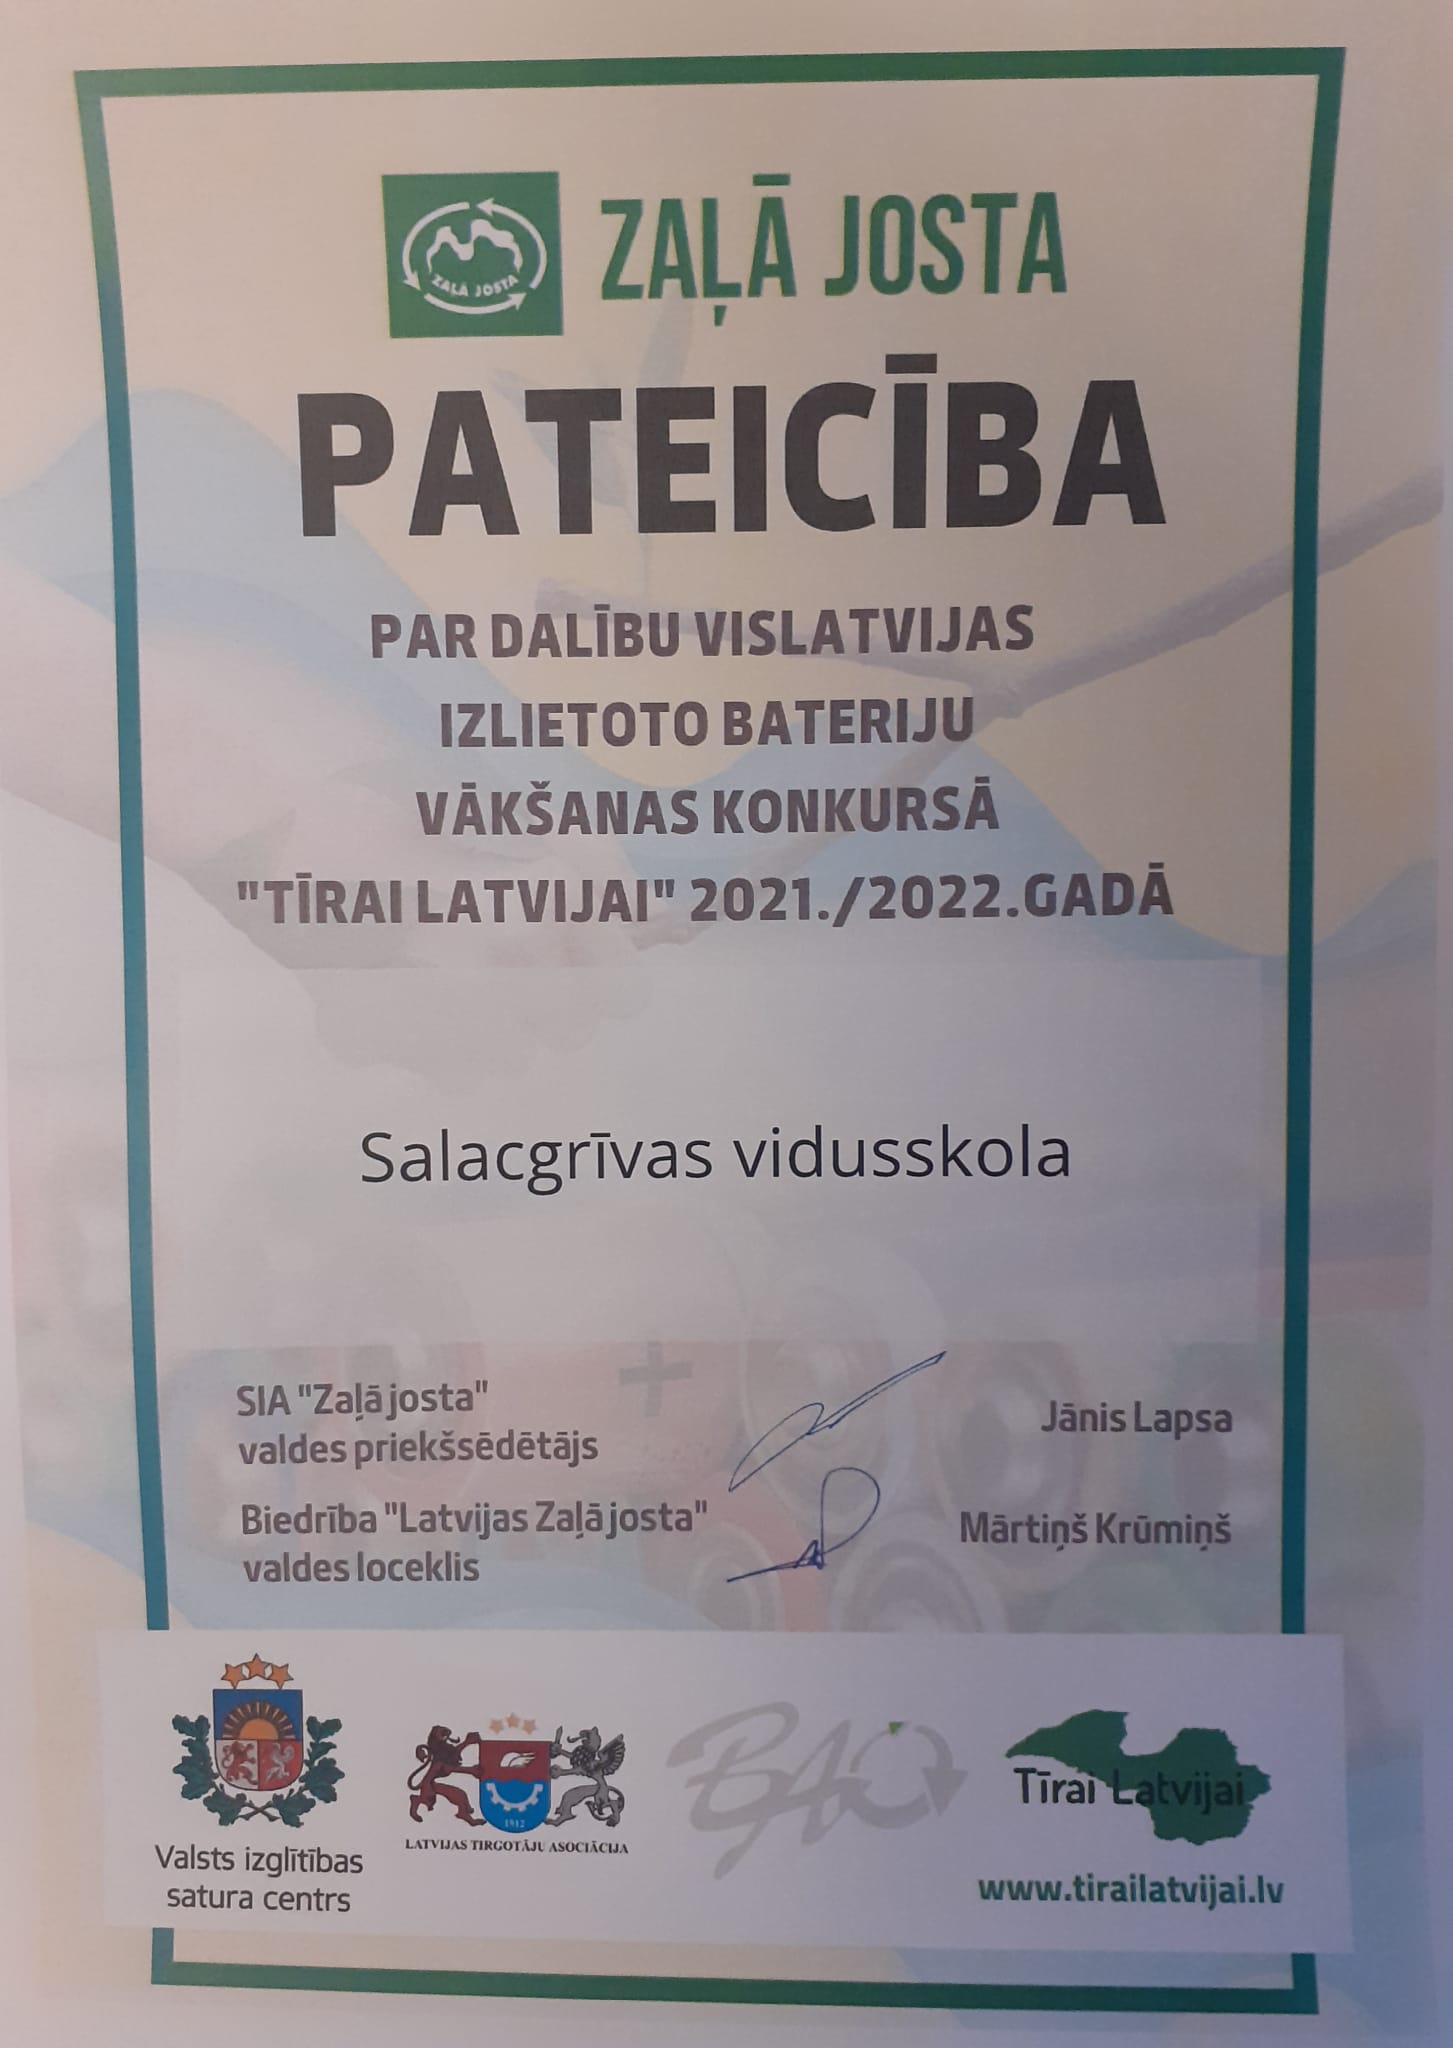 ZAĻĀ JOSTA
ZAĻĀ JOSTA
PATEICĪBA
PAR DALĪBU VISLATVIJAS
IZLIETOTO BATERIJU
VĀKŠANAS KONKURSĀ
"TĪRAI LATVIJAI" 2021./2022.GADĀ
Salacgrīvas vidusskola
SIA "Zaļā josta"
valdes priekšsēdētājs
Jānis Lapsa
Biedrība "Latvijas Zaļā josta"
valdes loceklis
Mārtiņš Krūmiņš
Valsts izglītības
satura centrs
1912
LATVIJAS TIRGOTĀJU ASOCIĀCIJA
BAO
Tīrai Latvijai
www.tirailatvijai.lv